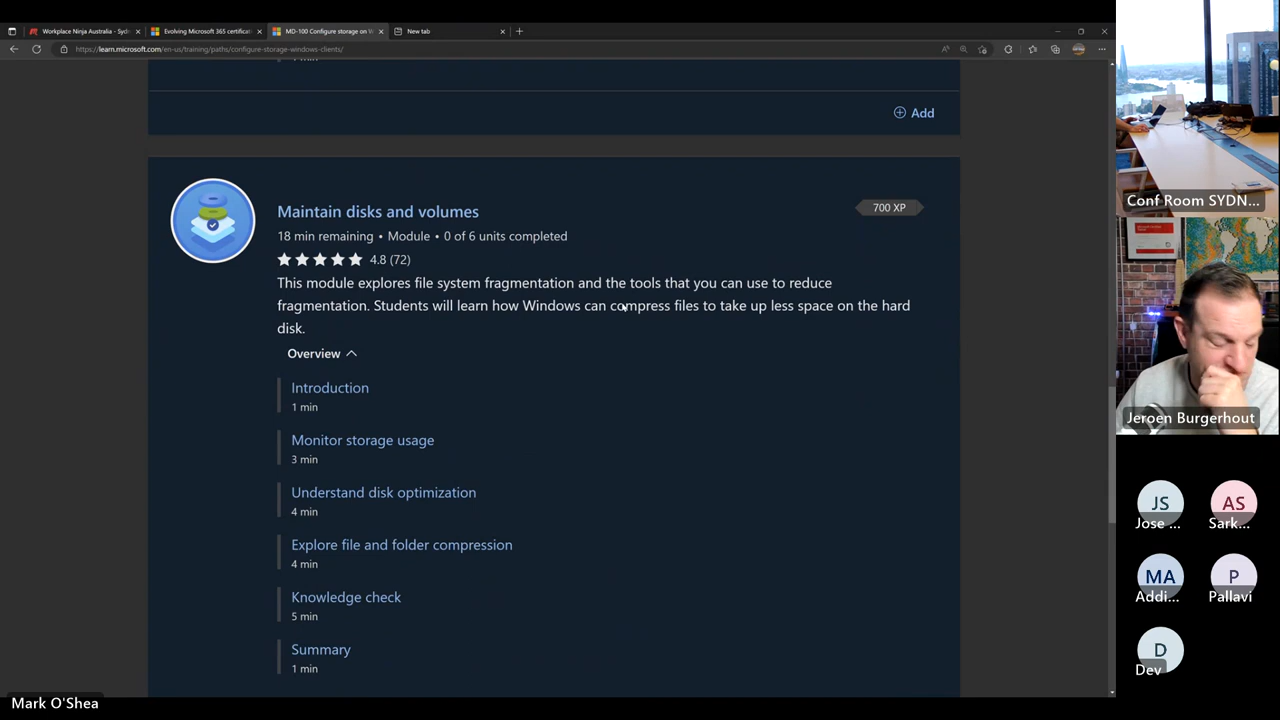 Workplace Ninja Australia - Syd
Evolving Microsoft 365 certificat
MD-100 Configure storage on W
New tab
https://learn.microsoft.com/en-us/training/paths/configure-storage-windows-clients/
Add
Maintain disks and volumes
700 XP
18 min remaining • Module • 0 of 6 units completed
4.8 (72)
This module explores file system fragmentation and the tools that you can use to reduce
fragmentation. Students will learn how Windows can compress files to take up less space on the hard
disk.
Overview
Introduction
1 min
Monitor storage usage
3 min
Understand disk optimization
4 min
Explore file and folder compression
4 min
Knowledge check
5 min
Summary
1 min
Mark O'Shea
Conf Room SYDN...
Jeroen Burgerhout
JS
Jose ...
AS
Sark...
MA
Addi...
P
Pallavi
D
Dev